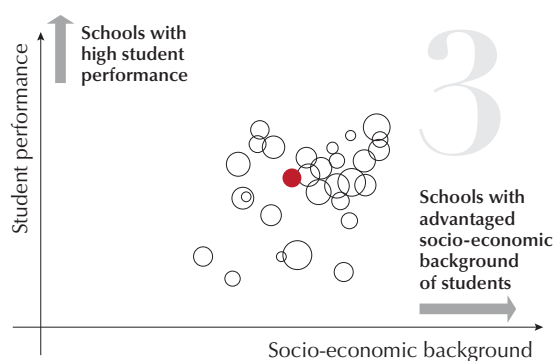 Schools with
high student
performance
Student performance
3
Schools with
advantaged
socio-economic
background
of students
Socio-economic background